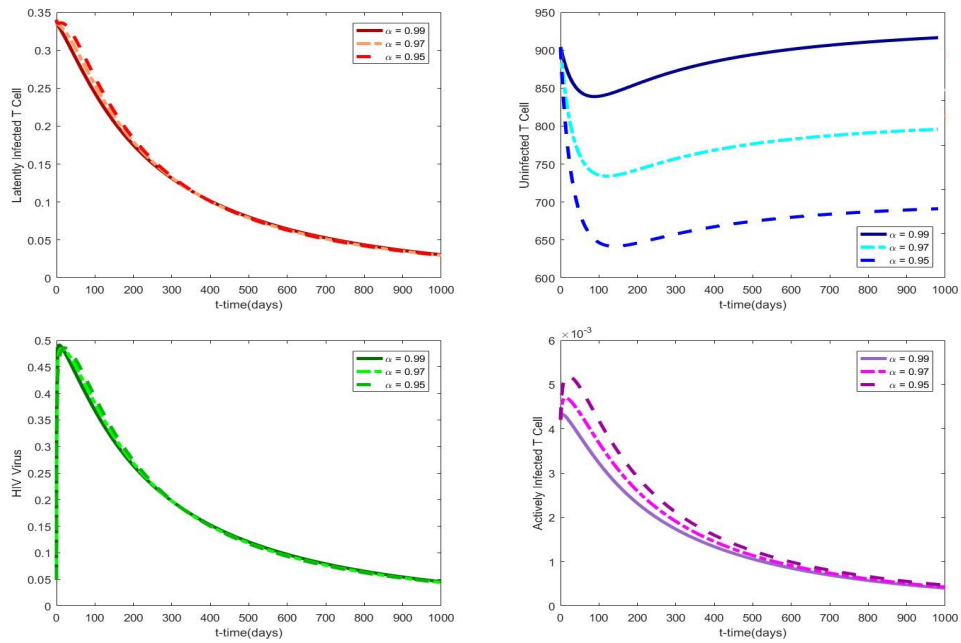 0.35
0.3
0.25
0.2
0.15
0.1
0.05
0
Latently Infected T Cell
α = 0.99
α = 0.97
α = 0.95
0 100 200 300 400 500 600 700 800 900 1000
t-time(days)
950
900
850
800
750
700
650
600
Uninfected T Cell
α = 0.99
α = 0.97
α = 0.95
0 100 200 300 400 500 600 700 800 900 1000
t-time(days)
0.5
0.45
0.4
0.35
0.3
0.25
0.2
0.15
0.1
0.05
0
HIV Virus
α = 0.99
α = 0.97
α = 0.95
0 100 200 300 400 500 600 700 800 900 1000
t-time(days)
×10⁻³
6
5
4
3
2
1
0
Actively Infected T Cell
α = 0.99
α = 0.97
α = 0.95
0 100 200 300 400 500 600 700 800 900 1000
t-time(days)